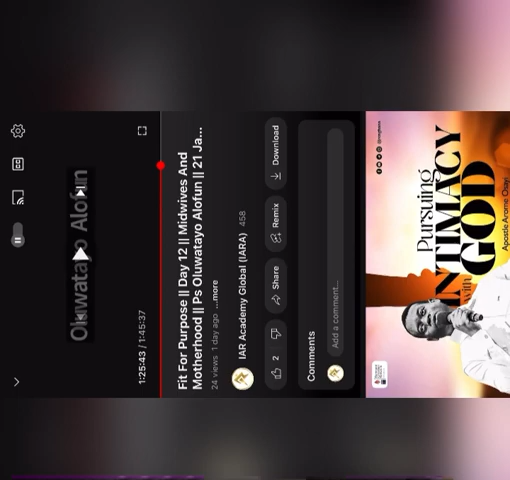 Oluwatayo Alofun
1:25:43 / 1:45:37
Fit For Purpose || Day 12 || Midwives And
Motherhood || Ps Oluwatayo Alofun || 21 Ja...
24 views 1 day ago ...more
IAR Academy Global (IARA) 458
2
Share
Remix
Download
Comments
Add a comment...
Pursuing
INTIMACY
with
GOD
Apostle Arome Osayi